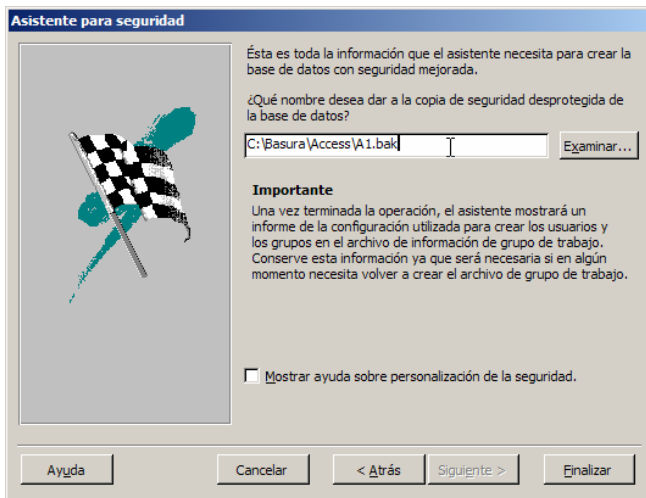 Asistente para seguridad
Ésta es toda la información que el asistente necesita para crear la
base de datos con seguridad mejorada.
¿Qué nombre desea dar a la copia de seguridad desprotegida de
la base de datos?
C:\Basura\Access\A1.bak
Examinar...
Importante
Una vez terminada la operación, el asistente mostrará un
informe de la configuración utilizada para crear los usuarios y
los grupos en el archivo de información de grupo de trabajo.
Conserve esta información ya que será necesaria si en algún
momento necesita volver a crear el archivo de grupo de trabajo.
Mostrar ayuda sobre personalización de la seguridad.
Ayuda
Cancelar
< Atrás
Siguiente >
Finalizar